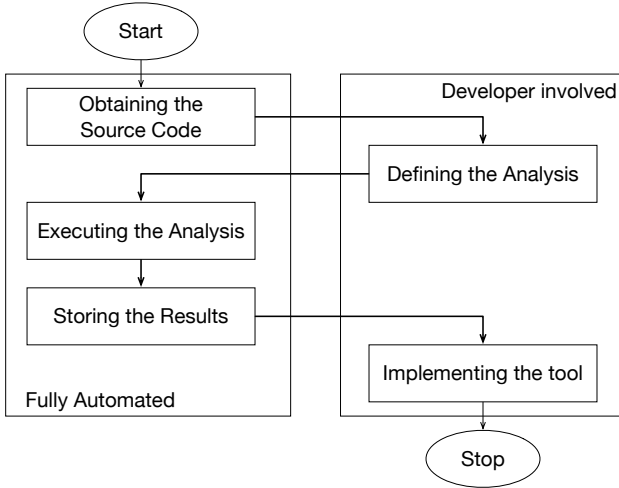 Start
Developer involved
Obtaining the
Source Code
Defining the Analysis
Executing the Analysis
Storing the Results
Implementing the tool
Fully Automated
Stop